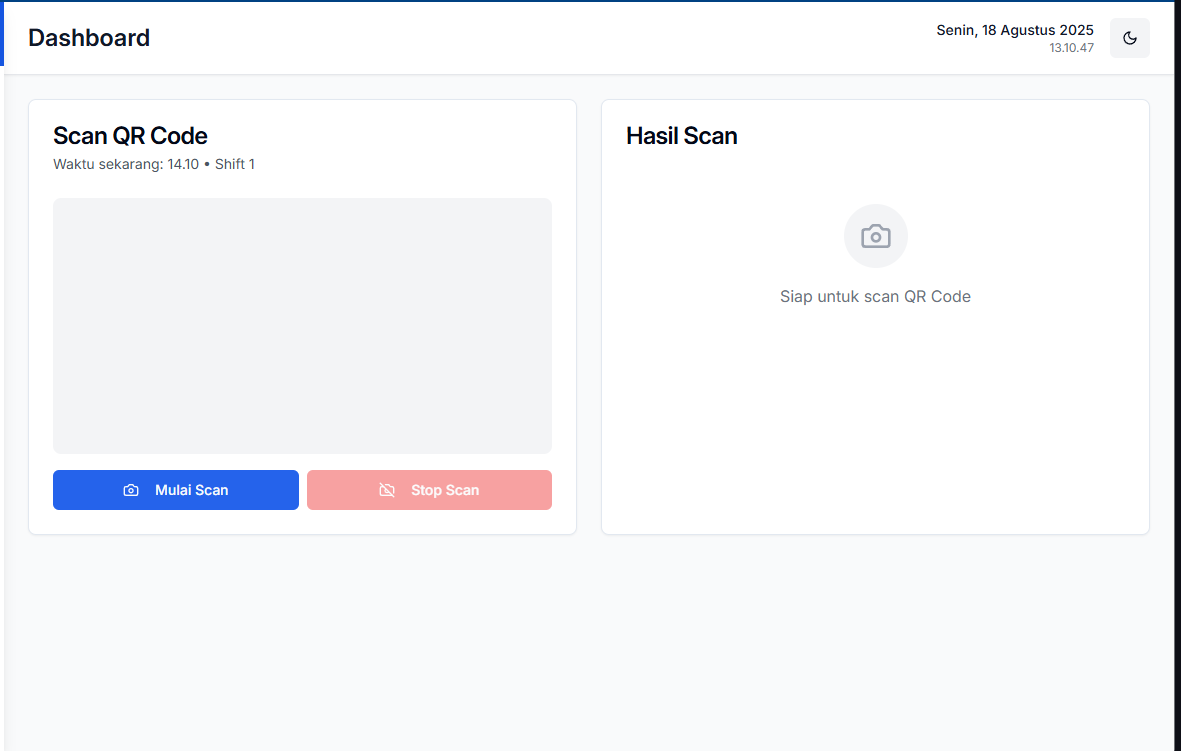 Dashboard
Senin, 18 Agustus 2025
13.10.47
Scan QR Code
Waktu sekarang: 14.10 • Shift 1
Mulai Scan
Stop Scan
Hasil Scan
Siap untuk scan QR Code